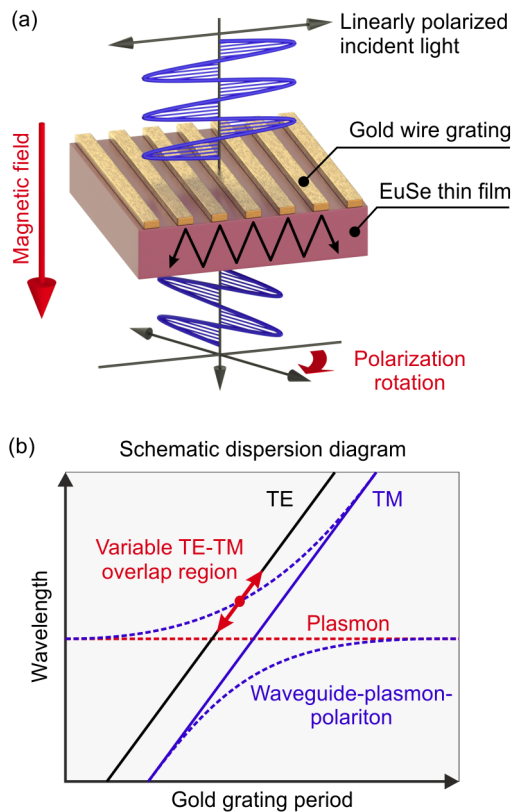 (a)
Linearly polarized
incident light
Gold wire grating
EuSe thin film
Magnetic field
Polarization
rotation
(b)
Schematic dispersion diagram
TE
TM
Variable TE-TM
overlap region
Plasmon
Waveguide-plasmon-
polariton
Wavelength
Gold grating period